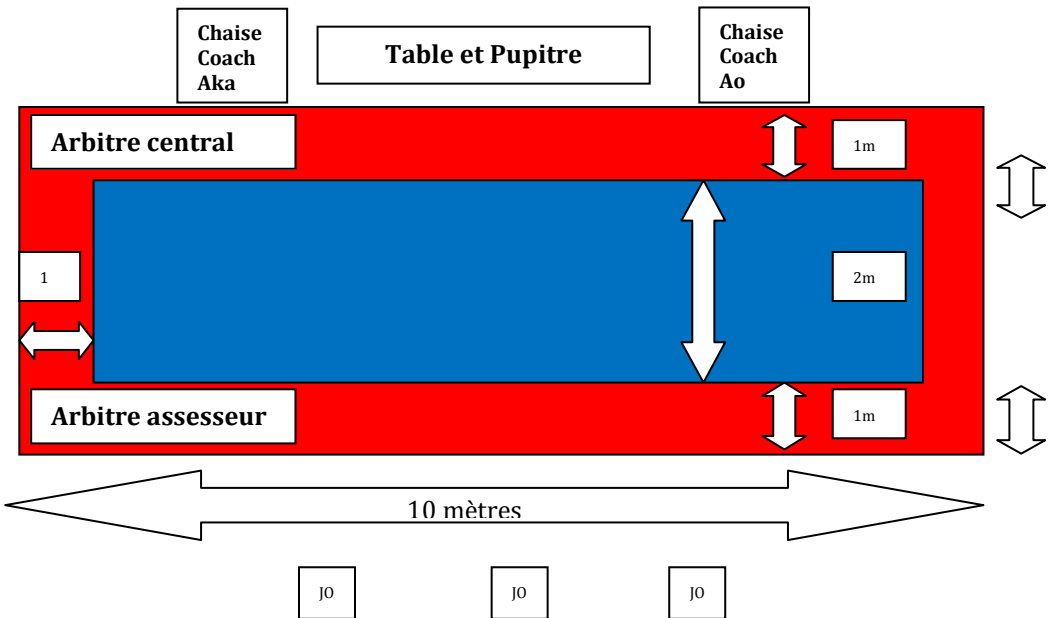 Chaise
Coach
Aka
Table et Pupitre
Chaise
Coach
Ao
Arbitre central
1m
1
2m
Arbitre assesseur
1m
10 mètres
JO
JO
JO